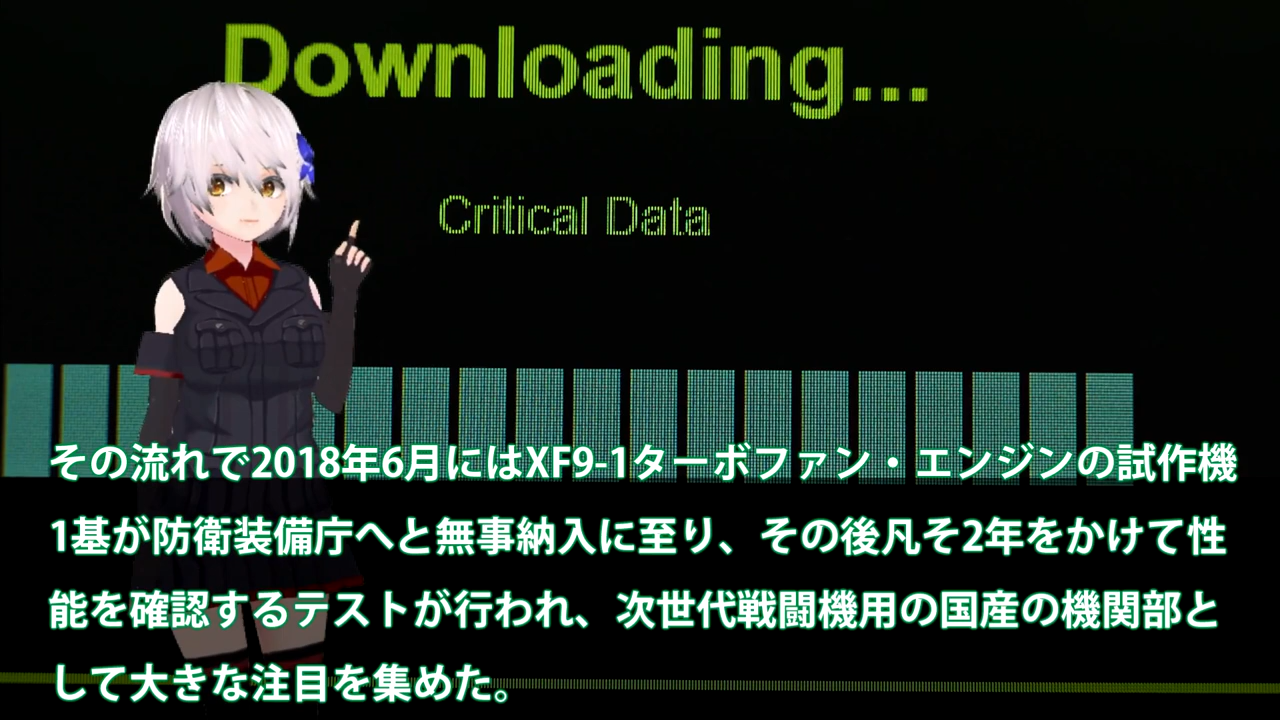 Downloading...
Critical Data
その流れで2018年6月にはXF9-1ターボファン・エンジンの試作機
1基が防衛装備庁へと無事納入に至り、その後凡そ2年をかけて性
能を確認するテストが行われ、次世代戦闘機用の国産の機関部と
して大きな注目を集めた。